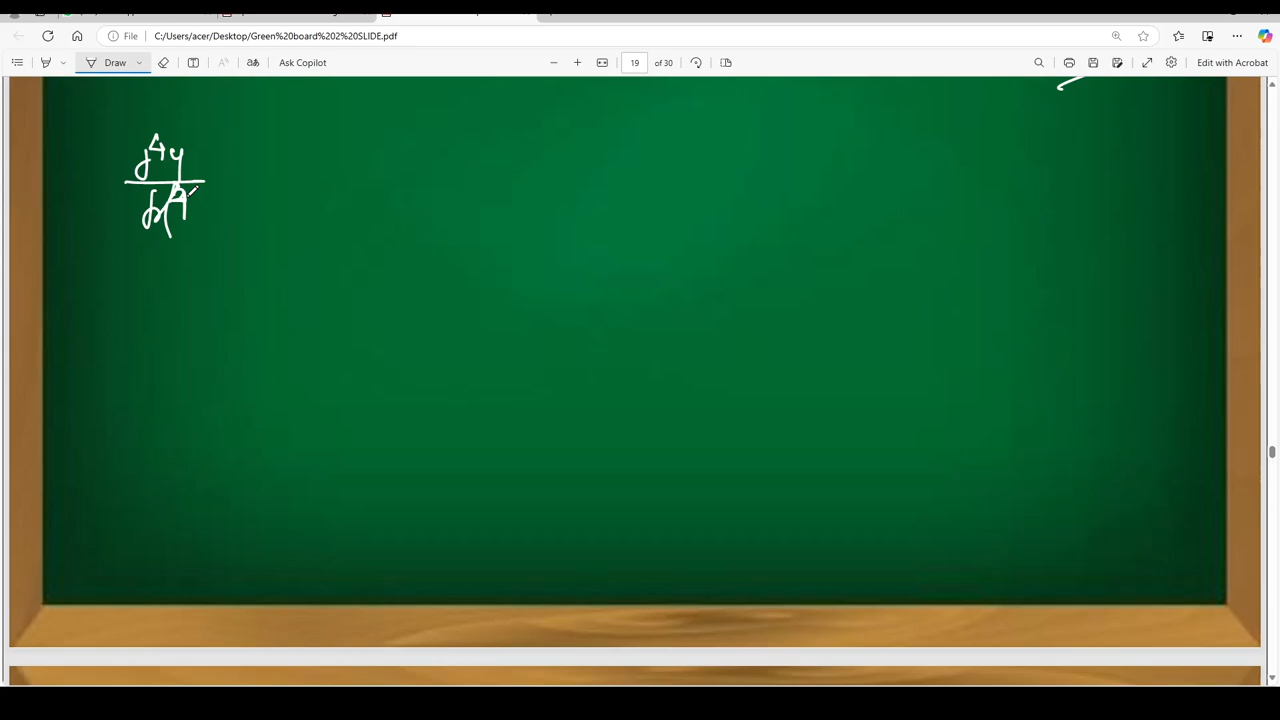 File C:/Users/acer/Desktop/Green%20board%202%20SLIDE.pdf
Draw Ask Copilot 19 of 30 Edit with Acrobat
d⁴y
dx⁴